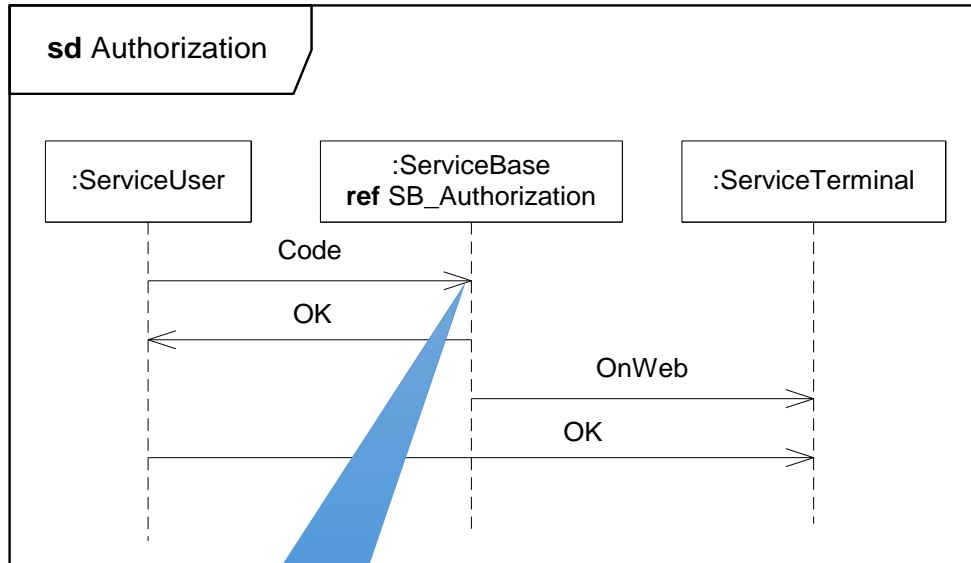 sd Authorization
:ServiceUser
:ServiceBase
ref SB_Authorization
:ServiceTerminal
Code
OK
OnWeb
OK